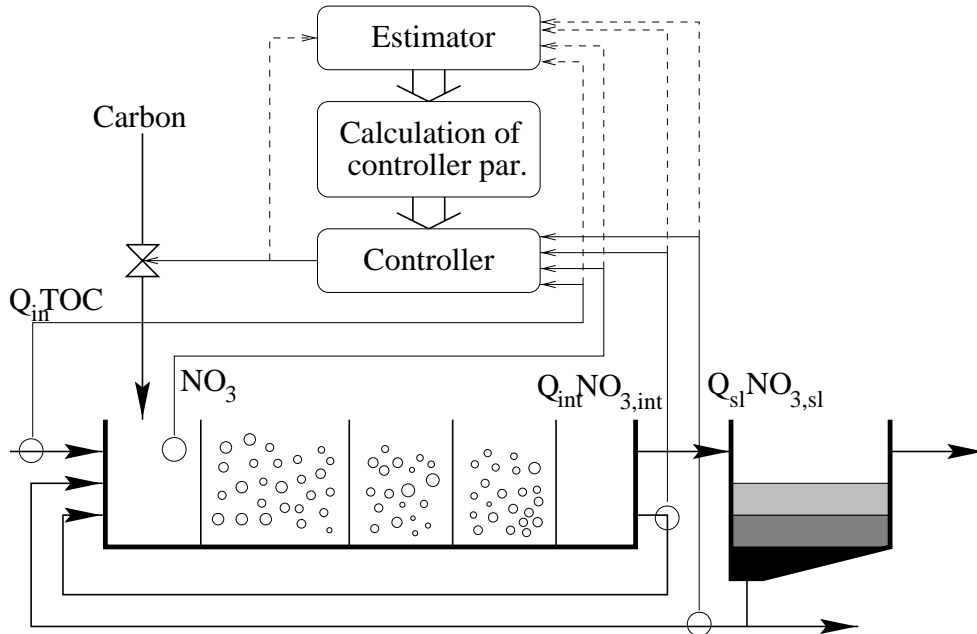 Estimator
Carbon
Calculation of
controller par.
Controller
Q_in TOC
NO_3
Q_int NO_3,int
Q_sl NO_3,sl